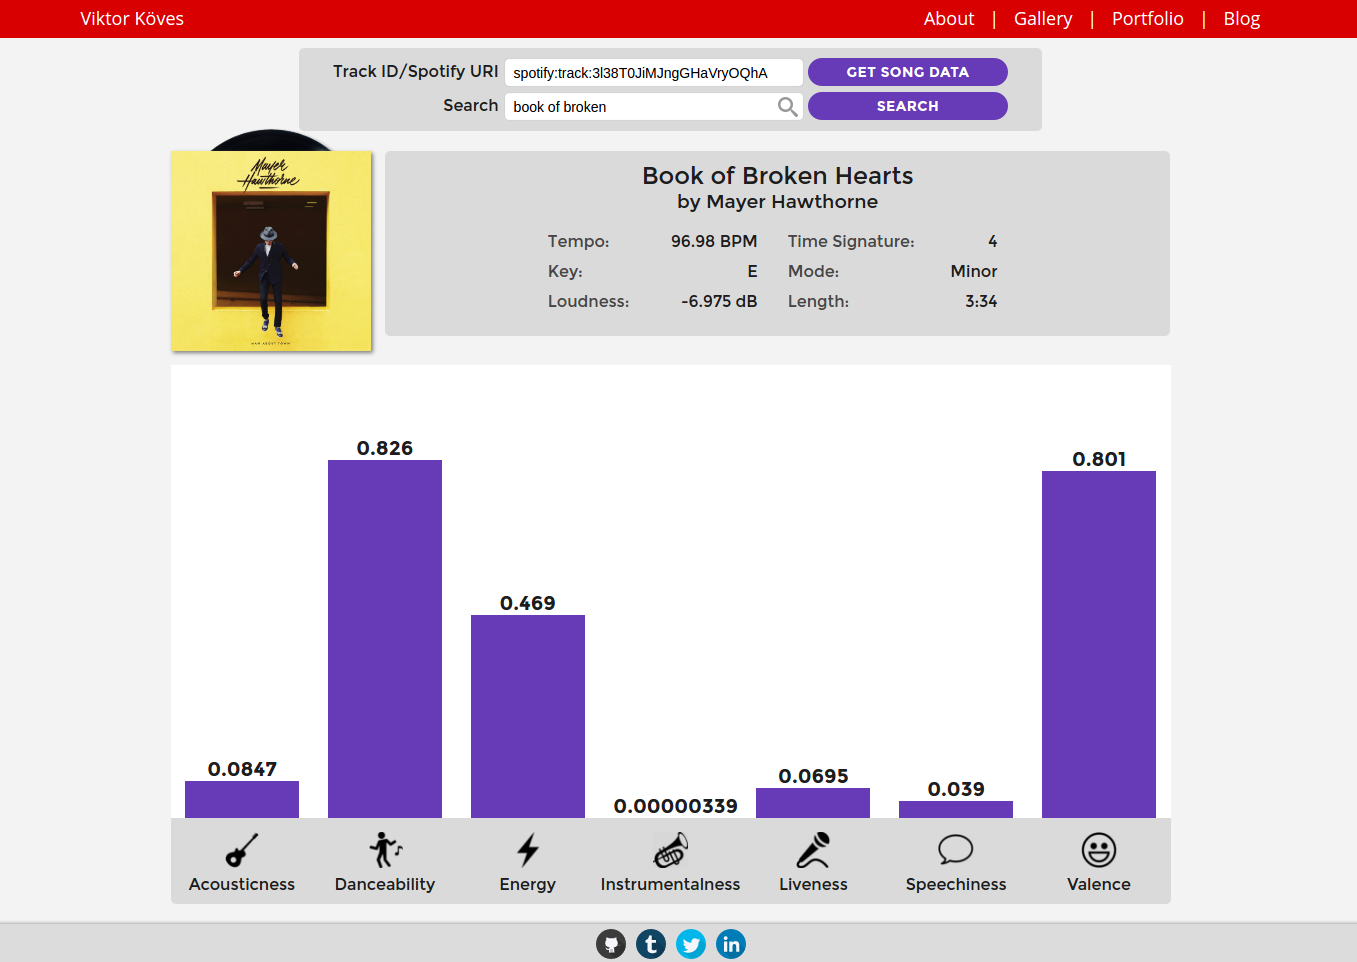 Viktor Köves
About | Gallery | Portfolio | Blog
Track ID/Spotify URI spotify:track:3l38T0JiMJngGHaVryOQhA GET SONG DATA
Search book of broken SEARCH
Mayer
Hawthorne
MAN ABOUT TOWN
Book of Broken Hearts
by Mayer Hawthorne
Tempo: 96.98 BPM Time Signature: 4
Key: E Mode: Minor
Loudness: -6.975 dB Length: 3:34
0.0847 0.826 0.469 0.00000339 0.0695 0.039 0.801
Acousticness Danceability Energy Instrumentalness Liveness Speechiness Valence
t in